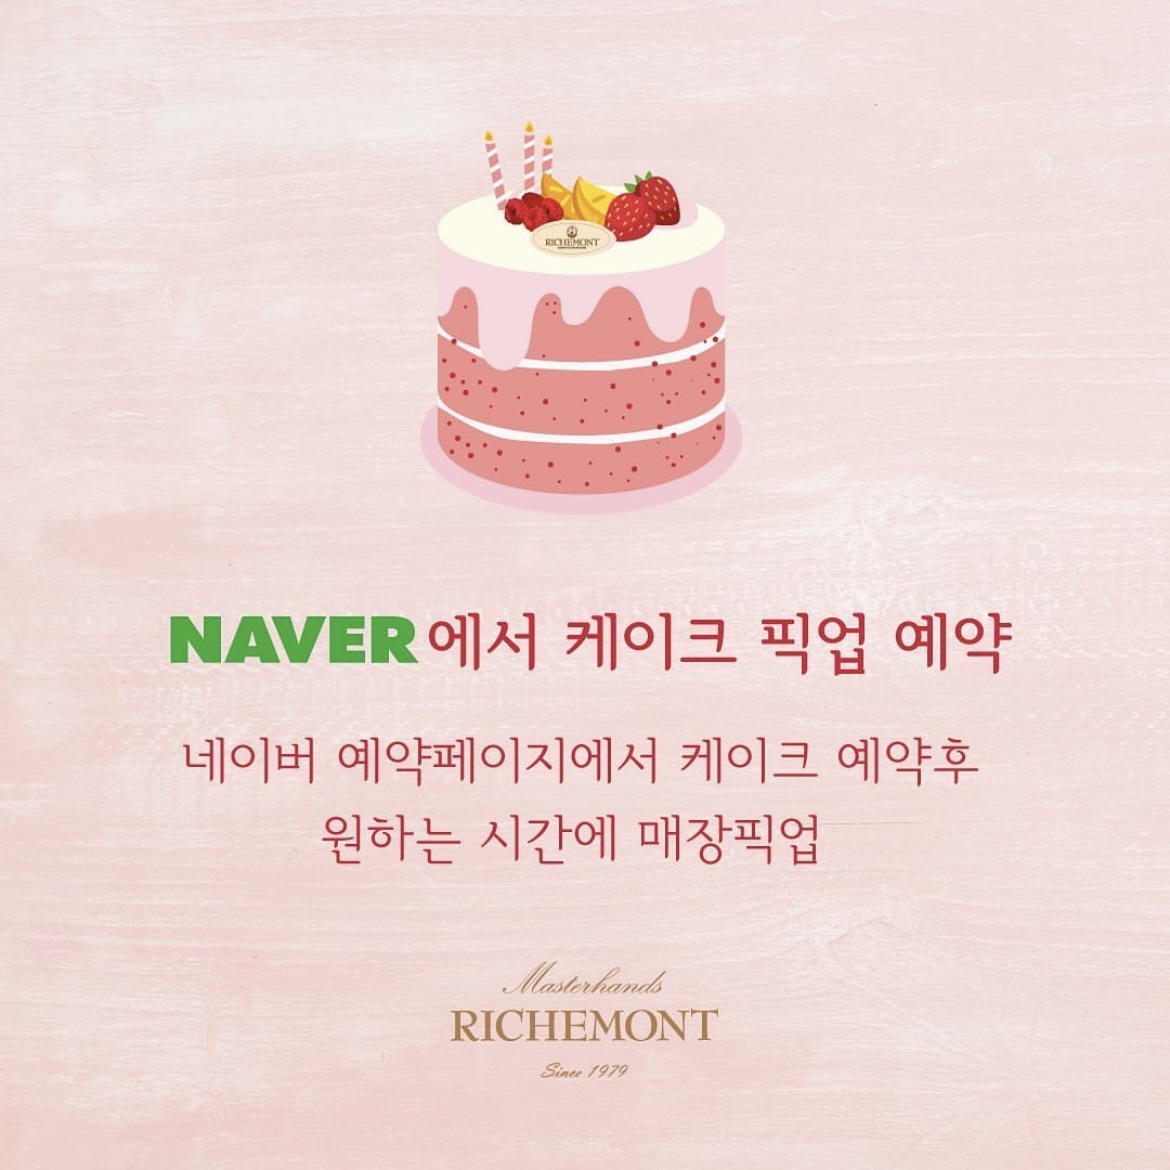 RICHEMONT
NAVER에서 케이크 픽업 예약
네이버 예약페이지에서 케이크 예약후
원하는 시간에 매장픽업
Masterhands
RICHEMONT
Since 1979